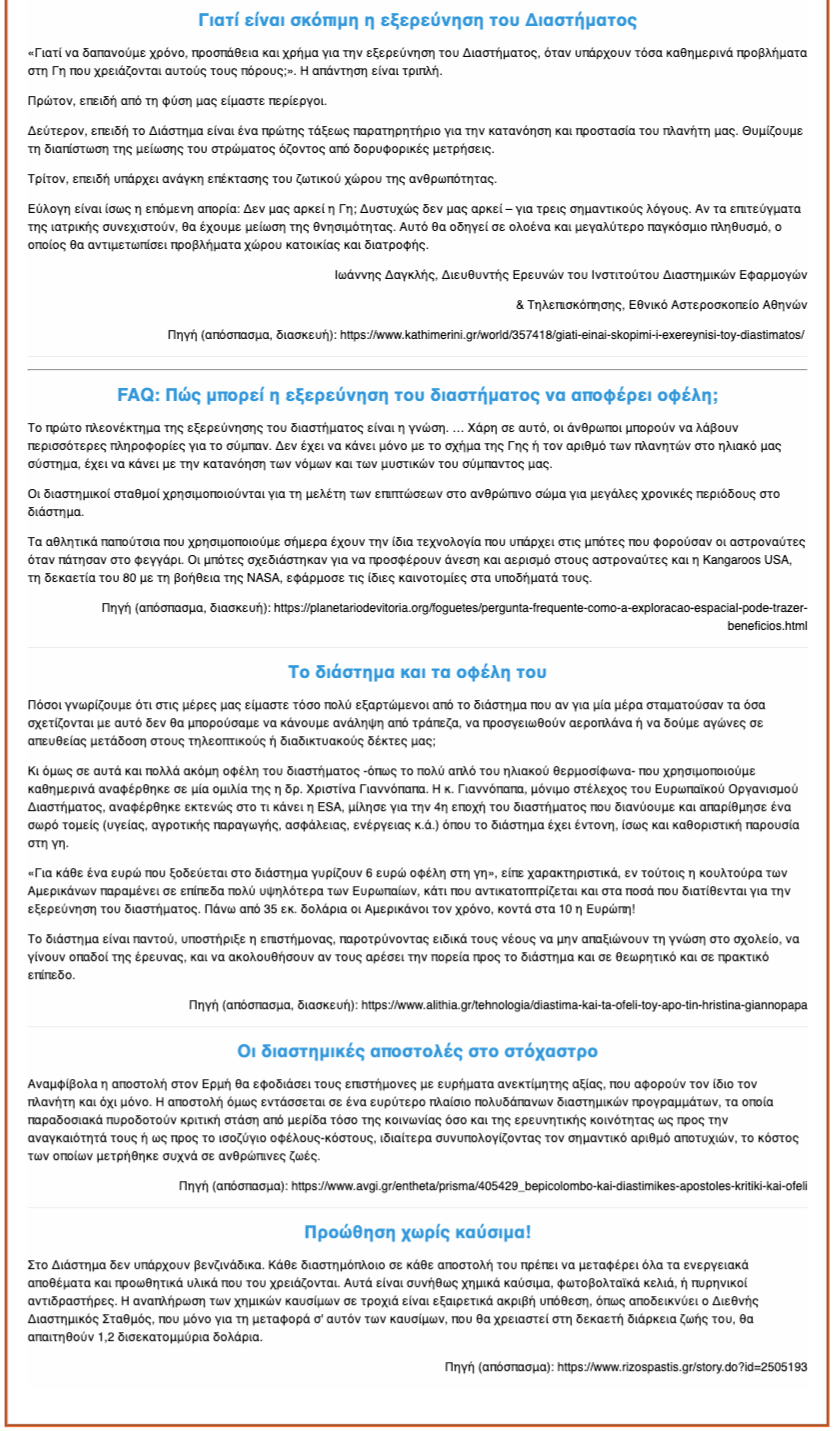 Γιατί είναι σκόπιμη η εξερεύνηση του Διαστήματος
«Γιατί να δαπανούμε χρόνο, προσπάθεια και χρήμα για την εξερεύνηση του Διαστήματος, όταν υπάρχουν τόσα καθημερινά προβλήματα
στη Γη που χρειάζονται αυτούς τους πόρους;». Η απάντηση είναι τριπλή.
Πρώτον, επειδή από τη φύση μας είμαστε περίεργοι.
Δεύτερον, επειδή το Διάστημα είναι ένα πρώτης τάξεως παρατηρητήριο για την κατανόηση και προστασία του πλανήτη μας. Θυμίζουμε
τη διαπίστωση της μείωσης του στρώματος όζοντος από δορυφορικές μετρήσεις.
Τρίτον, επειδή υπάρχει ανάγκη επέκτασης του ζωτικού χώρου της ανθρωπότητας.
Εύλογη είναι ίσως η επόμενη απορία: Δεν μας αρκεί η Γη; Δυστυχώς δεν μας αρκεί – για τρεις σημαντικούς λόγους. Αν τα επιτεύγματα
της ιατρικής συνεχιστούν, θα έχουμε μείωση της θνησιμότητας. Αυτό θα οδηγεί σε ολοένα και μεγαλύτερο παγκόσμιο πληθυσμό, ο
οποίος θα αντιμετωπίσει προβλήματα χώρου κατοικίας και διατροφής.
Ιωάννης Δαγκλής, Διευθυντής Ερευνών του Ινστιτούτου Διαστημικών Εφαρμογών
& Τηλεπισκόπησης, Εθνικό Αστεροσκοπείο Αθηνών
Πηγή (απόσπασμα, διασκευή): https://www.kathimerini.gr/world/357418/giati-einai-skopimi-i-exereynisi-toy-diastimatos/
FAQ: Πώς μπορεί η εξερεύνηση του διαστήματος να αποφέρει οφέλη;
Το πρώτο πλεονέκτημα της εξερεύνησης του διαστήματος είναι η γνώση. … Χάρη σε αυτό, οι άνθρωποι μπορούν να λάβουν
περισσότερες πληροφορίες για το σύμπαν. Δεν έχει να κάνει μόνο με το σχήμα της Γης ή τον αριθμό των πλανητών στο ηλιακό μας
σύστημα, έχει να κάνει με την κατανόηση των νόμων και των μυστικών του σύμπαντος μας.
Οι διαστημικοί σταθμοί χρησιμοποιούνται για τη μελέτη των επιπτώσεων στο ανθρώπινο σώμα για μεγάλες χρονικές περιόδους στο
διάστημα.
Τα αθλητικά παπούτσια που χρησιμοποιούμε σήμερα έχουν την ίδια τεχνολογία που υπάρχει στις μπότες που φορούσαν οι αστροναύτες
όταν πάτησαν στο φεγγάρι. Οι μπότες σχεδιάστηκαν για να προσφέρουν άνεση και αερισμό στους αστροναύτες και η Kangaroos USA,
τη δεκαετία του 80 με τη βοήθεια της NASA, εφάρμοσε τις ίδιες καινοτομίες στα υποδήματά τους.
Πηγή (απόσπασμα, διασκευή): https://planetariodevitoria.org/foguetes/pergunta-frequente-como-a-exploracao-espacial-pode-trazer-
beneficios.html
Το διάστημα και τα οφέλη του
Πόσοι γνωρίζουμε ότι στις μέρες μας είμαστε τόσο πολύ εξαρτώμενοι από το διάστημα που αν για μία μέρα σταματούσαν τα όσα
σχετίζονται με αυτό δεν θα μπορούσαμε να κάνουμε ανάληψη από τράπεζα, να προσγειωθούν αεροπλάνα ή να δούμε αγώνες σε
απευθείας μετάδοση στους τηλεοπτικούς ή διαδικτυακούς δέκτες μας;
Κι όμως σε αυτά και πολλά ακόμη οφέλη του διαστήματος -όπως το πολύ απλό του ηλιακού θερμοσίφωνα- που χρησιμοποιούμε
καθημερινά αναφέρθηκε σε μία ομιλία της η δρ. Χριστίνα Γιαννόπαπα. Η κ. Γιαννόπαπα, μόνιμο στέλεχος του Ευρωπαϊκού Οργανισμού
Διαστήματος, αναφέρθηκε εκτενώς στο τι κάνει η ESA, μίλησε για την 4η εποχή του διαστήματος που διανύουμε και απαρίθμησε ένα
σωρό τομείς (υγείας, αγροτικής παραγωγής, ασφάλειας, ενέργειας κ.ά.) όπου το διάστημα έχει έντονη, ίσως και καθοριστική παρουσία
στη γη.
«Για κάθε ένα ευρώ που ξοδεύεται στο διάστημα γυρίζουν 6 ευρώ οφέλη στη γη», είπε χαρακτηριστικά, εν τούτοις η κουλτούρα των
Αμερικάνων παραμένει σε επίπεδα πολύ υψηλότερα των Ευρωπαίων, κάτι που αντικατοπτρίζεται και στα ποσά που διατίθενται για την
εξερεύνηση του διαστήματος. Πάνω από 35 εκ. δολάρια οι Αμερικάνοι τον χρόνο, κοντά στα 10 η Ευρώπη!
Το διάστημα είναι παντού, υποστήριξε η επιστήμονας, παροτρύνοντας ειδικά τους νέους να μην απαξιώνουν τη γνώση στο σχολείο, να
γίνουν οπαδοί της έρευνας, και να ακολουθήσουν αν τους αρέσει την πορεία προς το διάστημα και σε θεωρητικό και σε πρακτικό
επίπεδο.
Πηγή (απόσπασμα, διασκευή): https://www.alithia.gr/tehnologia/diastima-kai-ta-ofeli-toy-apo-tin-hristina-giannopapa
Οι διαστημικές αποστολές στο στόχαστρο
Αναμφίβολα η αποστολή στον Ερμή θα εφοδιάσει τους επιστήμονες με ευρήματα ανεκτίμητης αξίας, που αφορούν τον ίδιο τον
πλανήτη και όχι μόνο. Η αποστολή όμως εντάσσεται σε ένα ευρύτερο πλαίσιο πολυδάπανων διαστημικών προγραμμάτων, τα οποία
παραδοσιακά πυροδοτούν κριτική στάση από μερίδα τόσο της κοινωνίας όσο και της ερευνητικής κοινότητας ως προς την
αναγκαιότητά τους ή ως προς το ισοζύγιο οφέλους-κόστους, ιδιαίτερα συνυπολογίζοντας τον σημαντικό αριθμό αποτυχιών, το κόστος
των οποίων μετρήθηκε συχνά σε ανθρώπινες ζωές.
Πηγή (απόσπασμα): https://www.avgi.gr/entheta/prisma/405429_bepicolombo-kai-diastimikes-apostoles-kritiki-kai-ofeli
Προώθηση χωρίς καύσιμα!
Στο Διάστημα δεν υπάρχουν βενζινάδικα. Κάθε διαστημόπλοιο σε κάθε αποστολή του πρέπει να μεταφέρει όλα τα ενεργειακά
αποθέματα και προωθητικά υλικά που του χρειάζονται. Αυτά είναι συνήθως χημικά καύσιμα, φωτοβολταϊκά κελιά, ή πυρηνικοί
αντιδραστήρες. Η αναπλήρωση των χημικών καυσίμων σε τροχιά είναι εξαιρετικά ακριβή υπόθεση, όπως αποδεικνύει ο Διεθνής
Διαστημικός Σταθμός, που μόνο για τη μεταφορά σ' αυτόν των καυσίμων, που θα χρειαστεί στη δεκαετή διάρκεια ζωής του, θα
απαιτηθούν 1,2 δισεκατομμύρια δολάρια.
Πηγή (απόσπασμα): https://www.rizospastis.gr/story.do?id=2505193